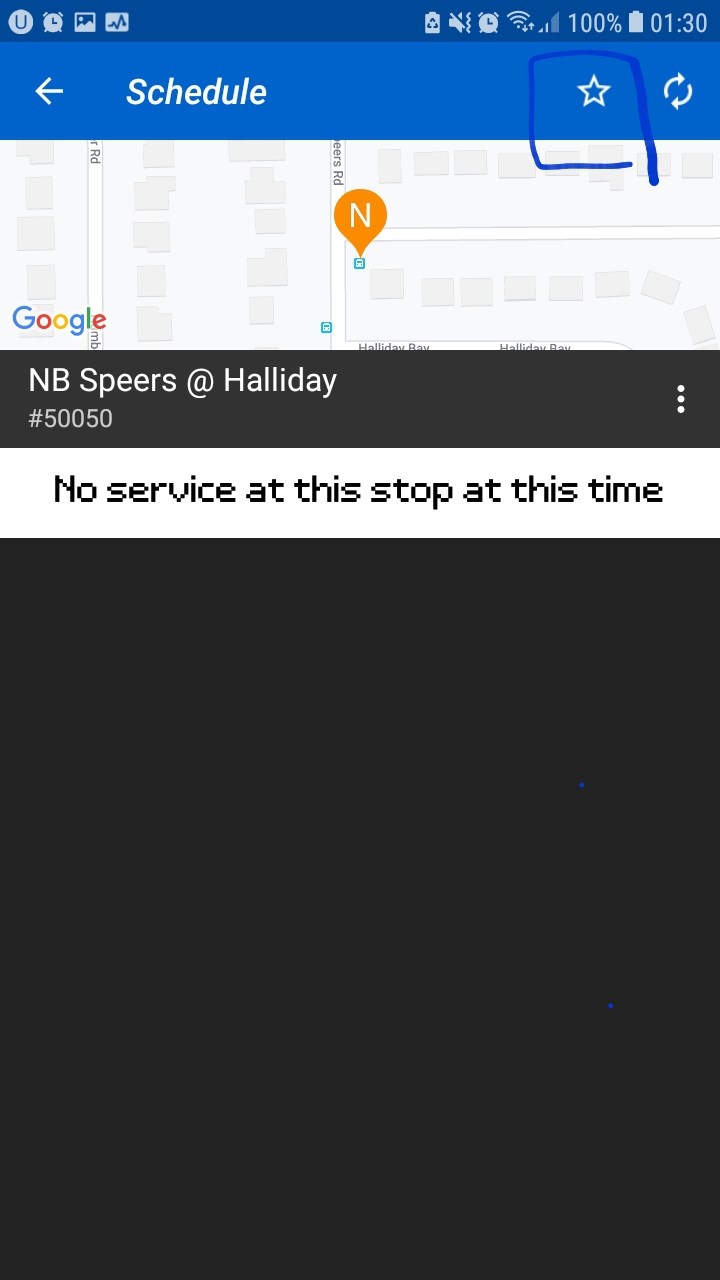 U 100% 01:30
Schedule
r Rd
peers Rd
N
Google
mb
Halliday Bay Halliday Bay
NB Speers @ Halliday
#50050
No service at this stop at this time